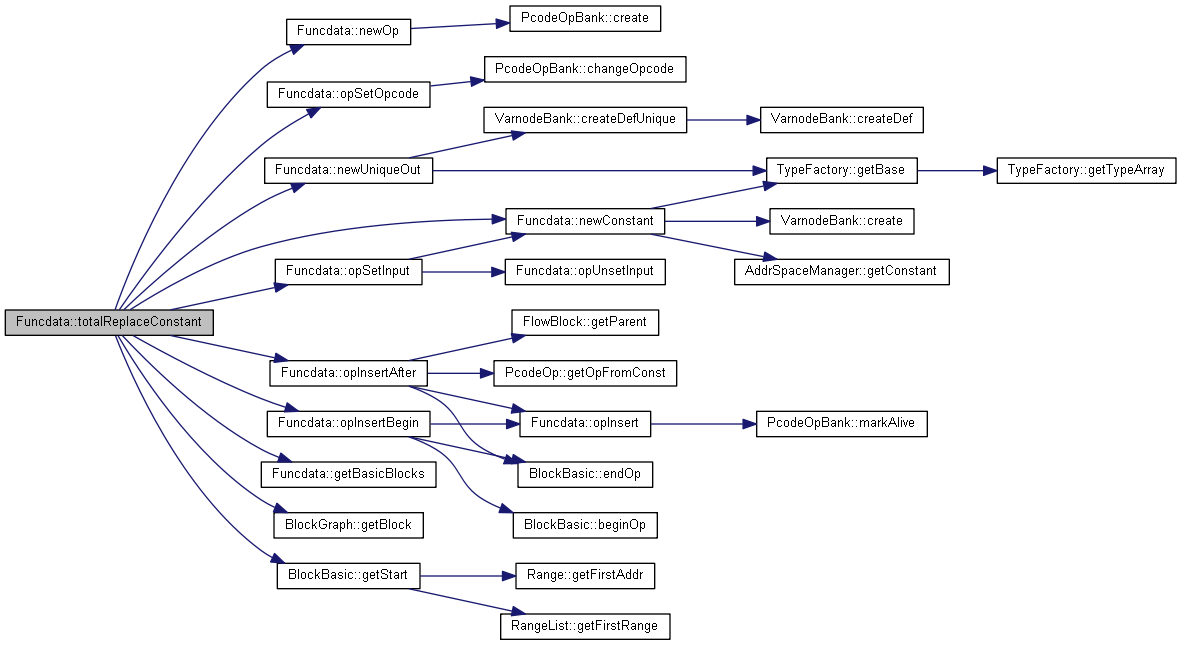 Funcdata::newOp
PcodeOpBank::create
Funcdata::opSetOpcode
PcodeOpBank::changeOpcode
VarnodeBank::createDefUnique
VarnodeBank::createDef
Funcdata::newUniqueOut
TypeFactory::getBase
TypeFactory::getTypeArray
Funcdata::newConstant
VarnodeBank::create
Funcdata::opSetInput
Funcdata::opUnsetInput
AddrSpaceManager::getConstant
Funcdata::totalReplaceConstant
FlowBlock::getParent
Funcdata::opInsertAfter
PcodeOp::getOpFromConst
Funcdata::opInsertBegin
Funcdata::opInsert
PcodeOpBank::markAlive
Funcdata::getBasicBlocks
BlockBasic::endOp
BlockGraph::getBlock
BlockBasic::beginOp
BlockBasic::getStart
Range::getFirstAddr
RangeList::getFirstRange